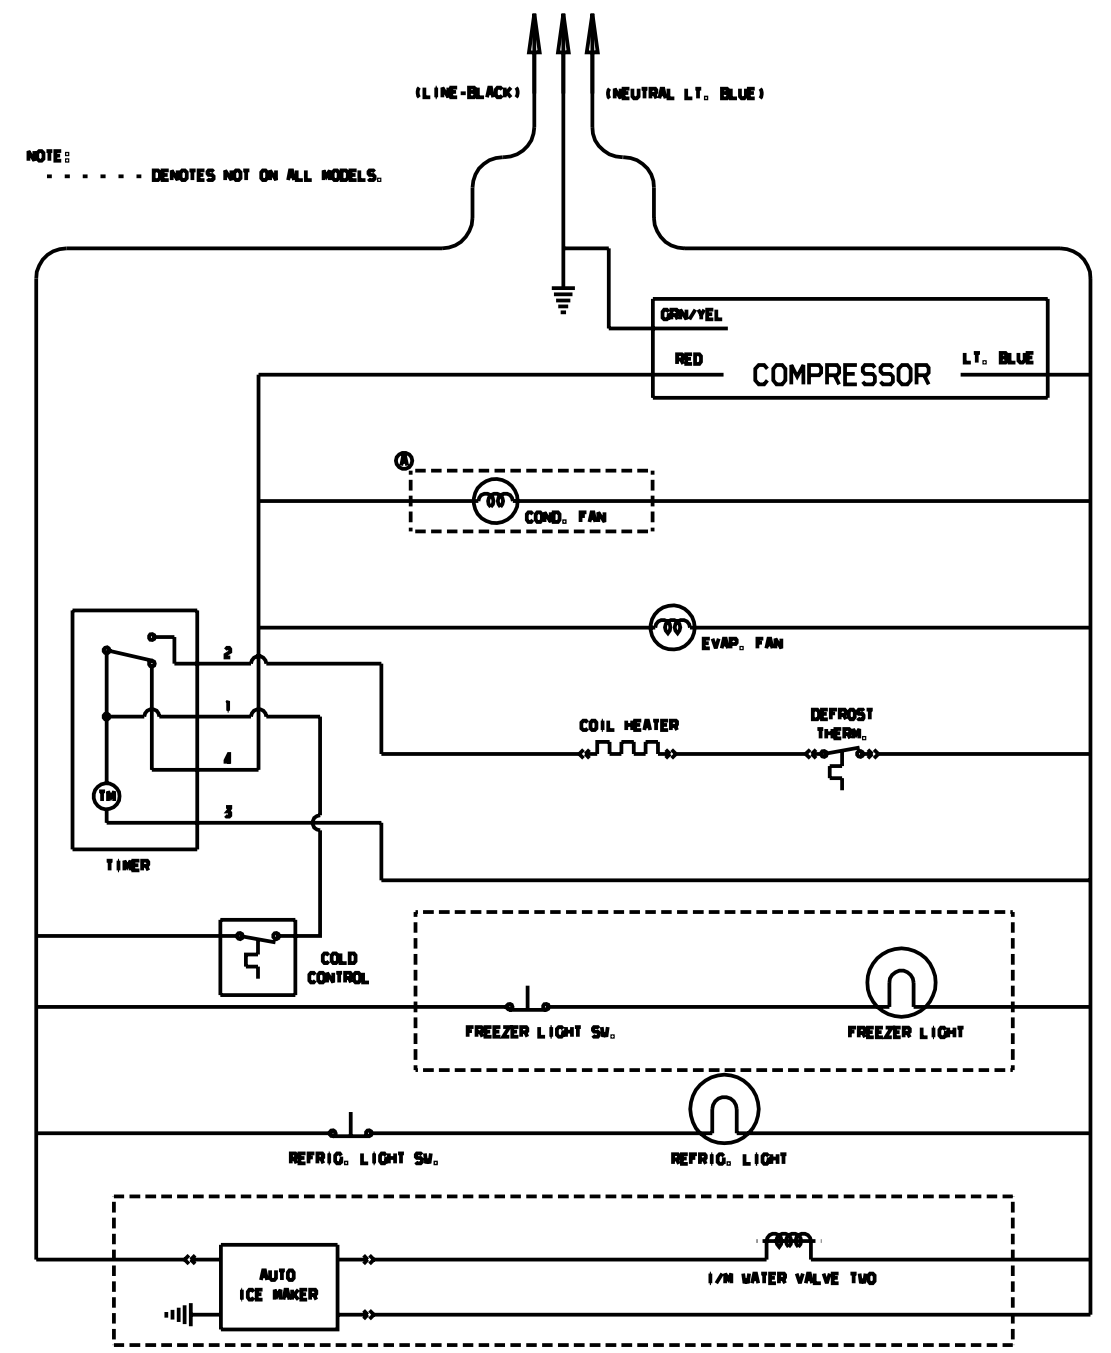 (LINE-BLACK)
(NEUTRAL LT. BLUE)
NOTE:
- - - - - - DENOTES NOT ON ALL MODELS.
GRN/YEL
RED
COMPRESSOR
LT. BLUE
A
COND. FAN
EVAP. FAN
2
1
4
3
TM
TIMER
COIL HEATER
DEFROST
THERM.
COLD
CONTROL
FREEZER LIGHT SW.
FREEZER LIGHT
REFRIG. LIGHT SW.
REFRIG. LIGHT
AUTO
ICE MAKER
I/M WATER VALVE TWO